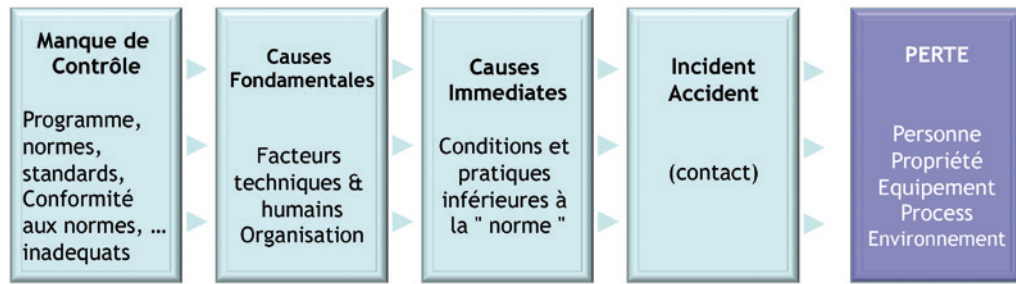 Manque de
Contrôle
Programme,
normes,
standards,
Conformité
aux normes, ...
inadequats
Causes
Fondamentales
Facteurs
techniques &
humains
Organisation
Causes
Immediates
Conditions et
pratiques
inférieures à
la " norme "
Incident
Accident
(contact)
PERTE
Personne
Propriété
Equipement
Process
Environnement